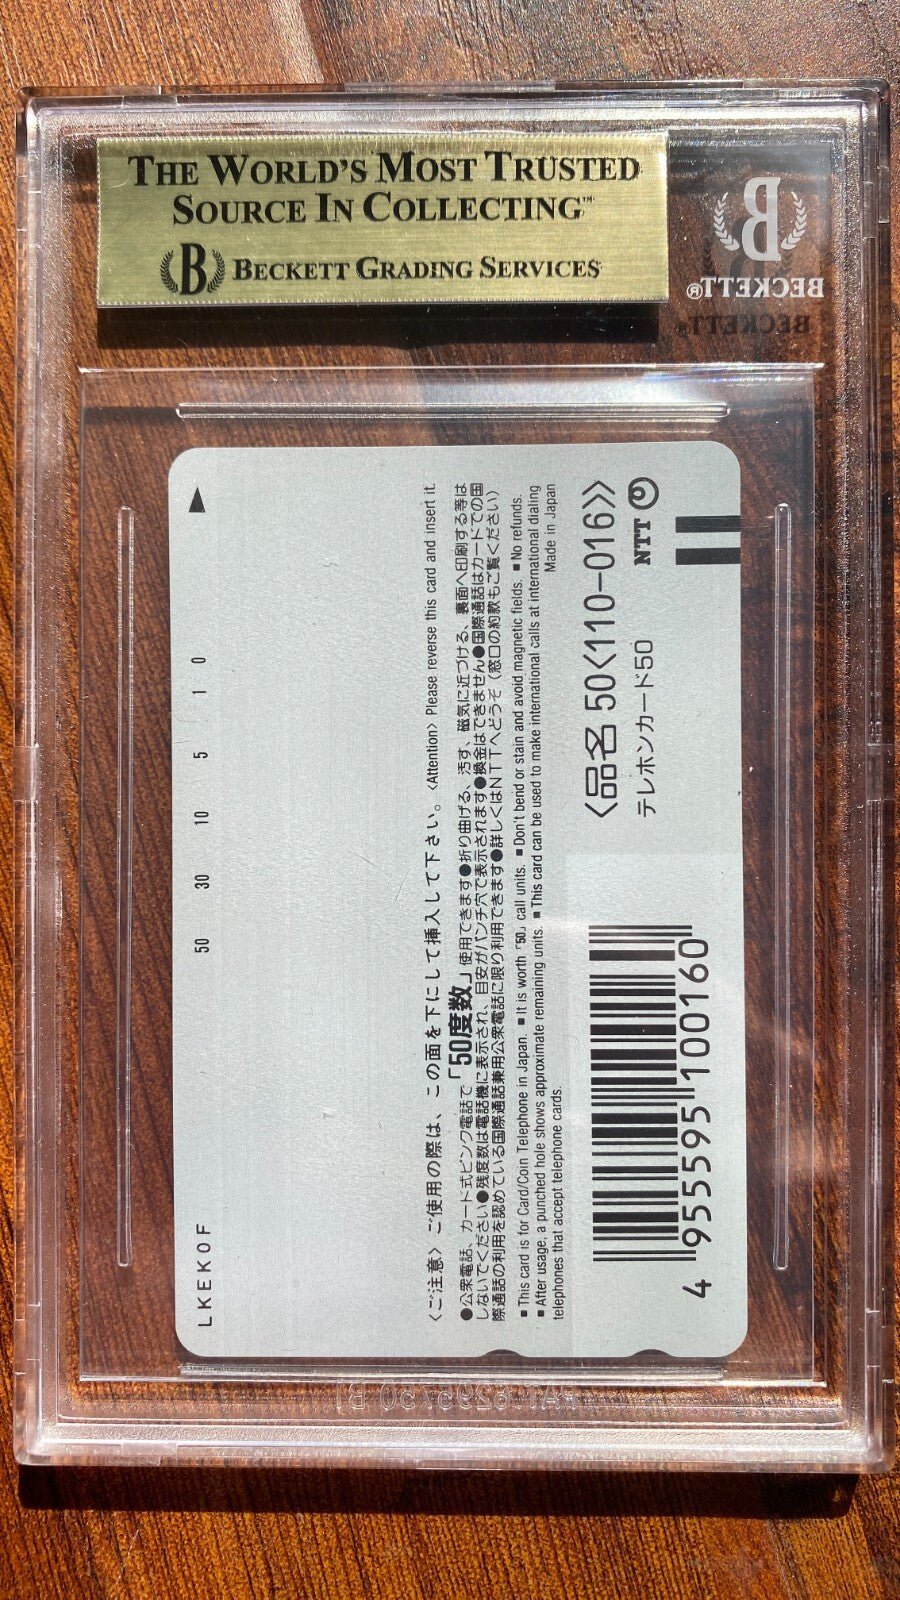 THE WORLD'S MOST TRUSTED
SOURCE IN COLLECTING™
B BECKETT GRADING SERVICES
B
BECKETT®
LKEKOF
50 30 10 5 1 0
〈ご注意〉ご使用の際は、この面を下にして挿入して下さい。〈Attention〉Please reverse this card and insert it.
●公衆電話、カード式ピンク電話で「50度数」使用できます●折り曲げる、汚す、磁気に近づける、裏面へ印刷する等は
しないでください●残度数は電話機に表示され、目安がパンチ穴で表示されます●換金はできません●国際通話はカードでの国
際通話の利用を認めている国際通話兼用公衆電話に限り利用できます●詳しくはNTTへどうぞ（窓口の約款もご覧ください）
■This card is for Card/Coin Telephone in Japan. ■It is worth 「50」 call units. ■Don't bend or stain and avoid magnetic fields. ■No refunds.
■After usage, a punched hole shows approximate remaining units. ■This card can be used to make international calls at international dialing
telephones that accept telephone cards. Made in Japan
〈品名 50〈110-016〉〉
テレホンカード50
NTT
4 955595 100160